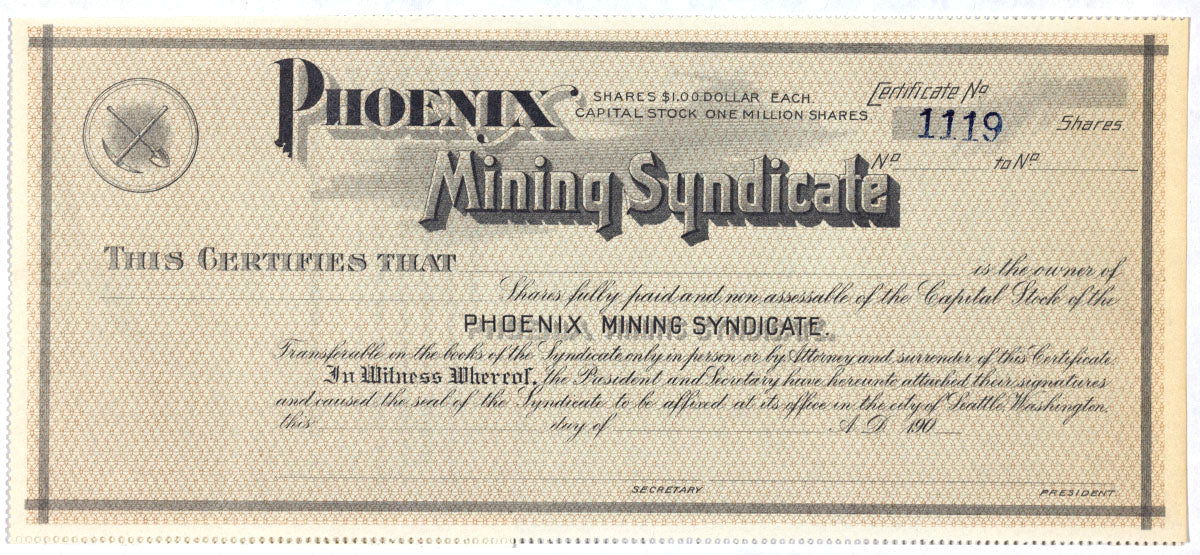 PHOENIX
SHARES $1.00 DOLLAR EACH
CAPITAL STOCK ONE MILLION SHARES
Certificate No
1119 Shares
No to No
Mining Syndicate
THIS CERTIFIES THAT is the owner of
Shares fully paid and non assessable of the Capital Stock of the
PHOENIX MINING SYNDICATE.
Transferable on the books of the Syndicate only in person or by Attorney and surrender of this Certificate.
In Witness Whereof, the President and Secretary have hereunto attached their signatures
and caused the seal of the Syndicate to be affixed at its office in the city of Seattle, Washington.
this day of A.D. 190
SECRETARY PRESIDENT.